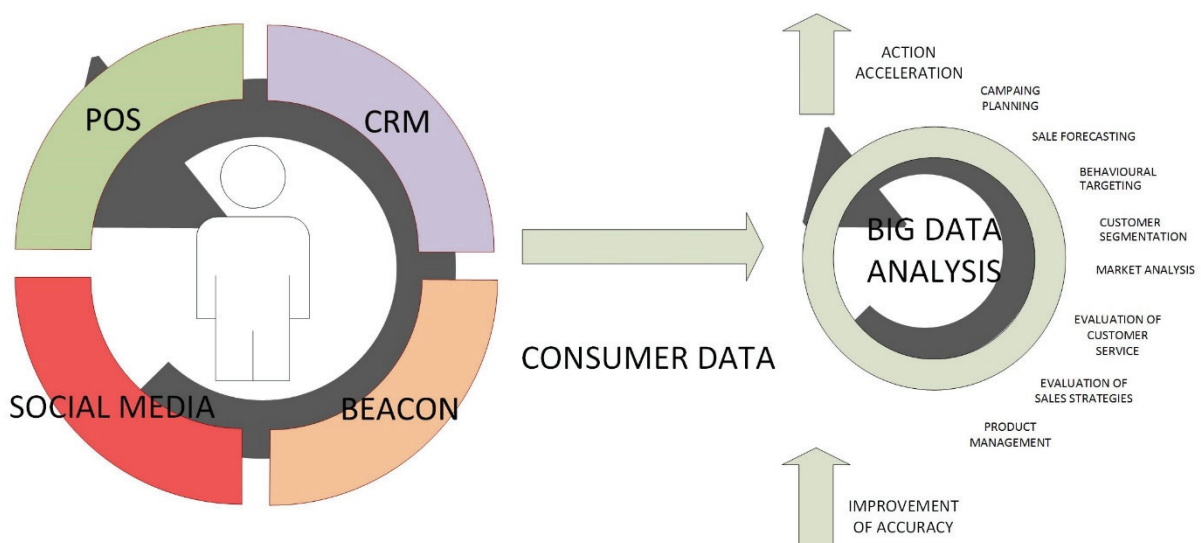 POS
CRM
SOCIAL MEDIA
BEACON
CONSUMER DATA
ACTION
ACCELERATION
CAMPAING
PLANNING
SALE FORECASTING
BEHAVIOURAL
TARGETING
CUSTOMER
SEGMENTATION
MARKET ANALYSIS
EVALUATION OF
CUSTOMER
SERVICE
EVALUATION OF
SALES STRATEGIES
PRODUCT
MANAGEMENT
BIG DATA
ANALYSIS
IMPROVEMENT
OF ACCURACY